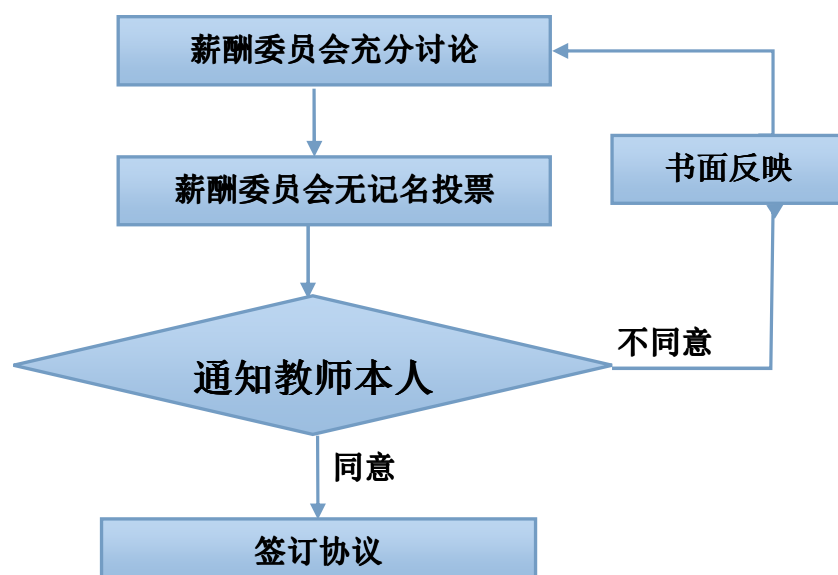 薪酬委员会充分讨论
书面反映
薪酬委员会无记名投票
不同意
通知教师本人
同意
签订协议